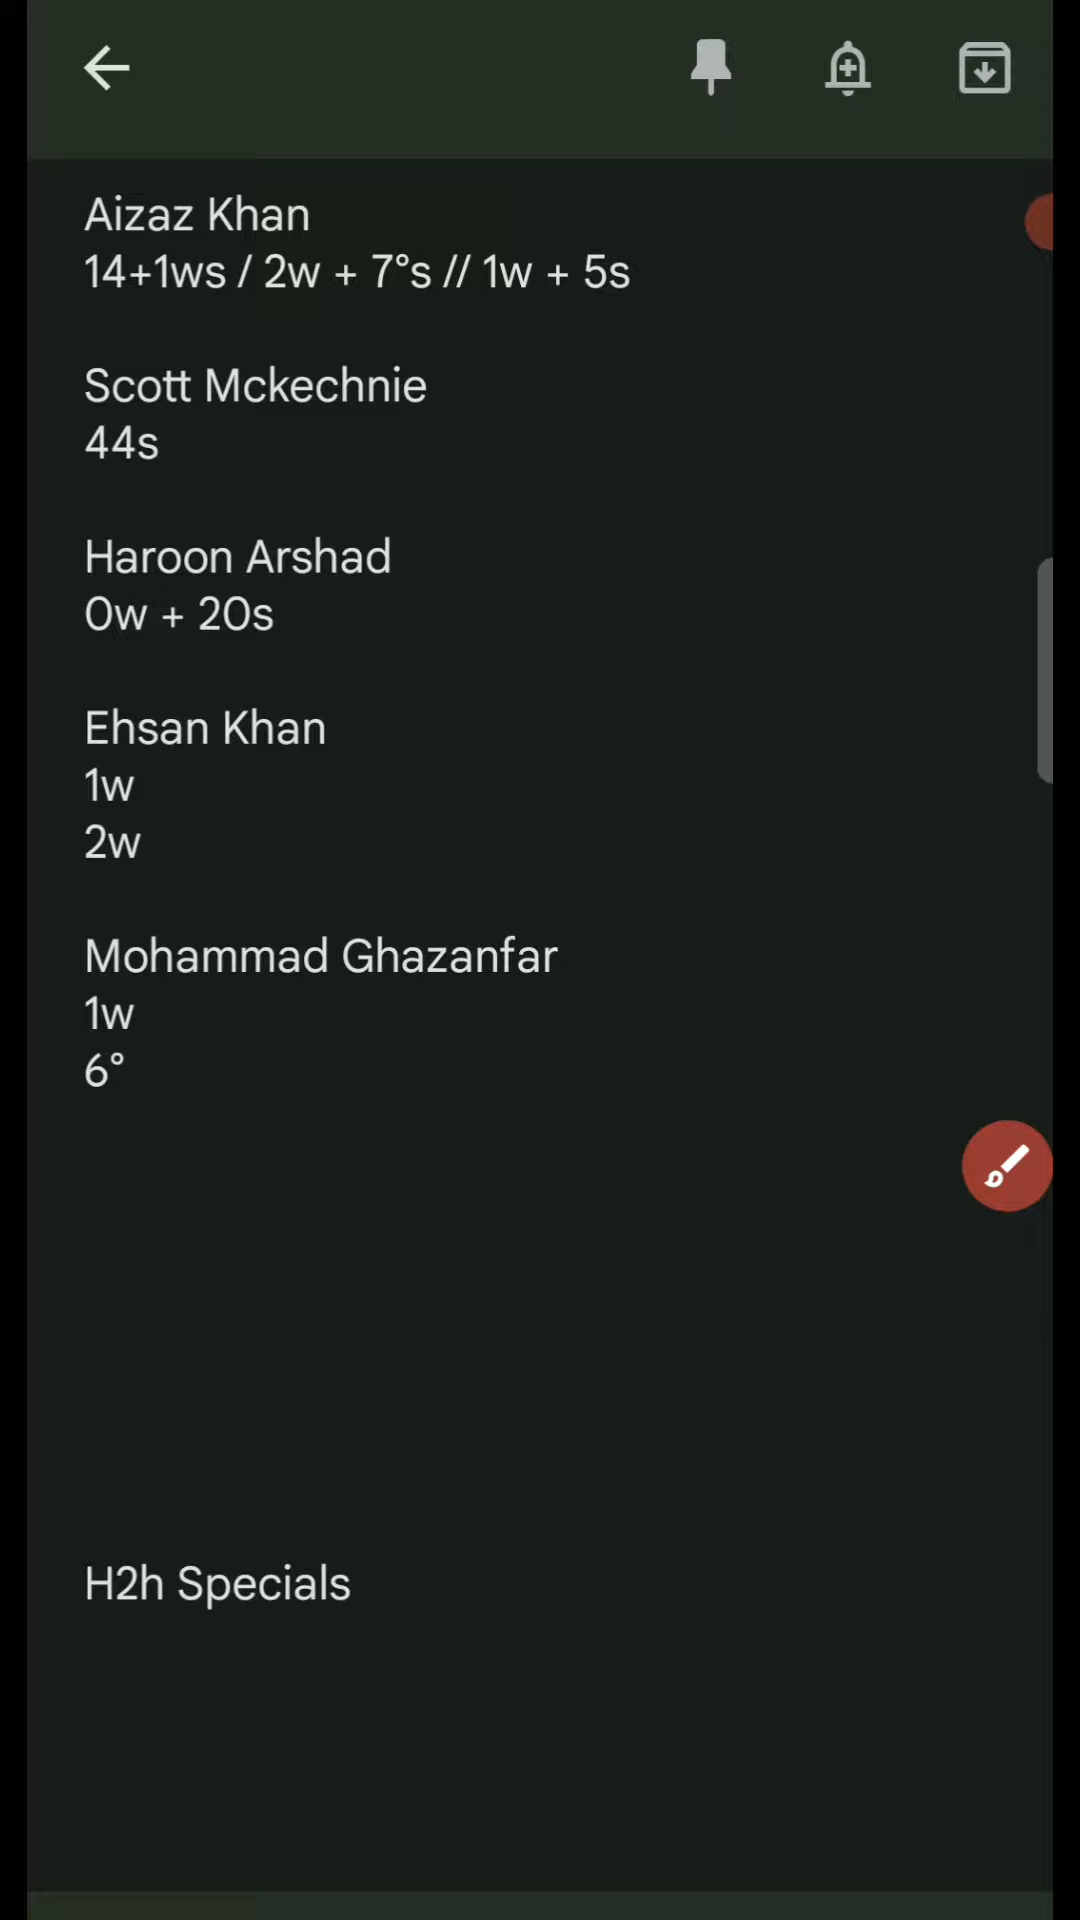 Aizaz Khan
14+1ws / 2w + 7°s // 1w + 5s
Scott Mckechnie
44s
Haroon Arshad
0w + 20s
Ehsan Khan
1w
2w
Mohammad Ghazanfar
1w
6°
H2h Specials